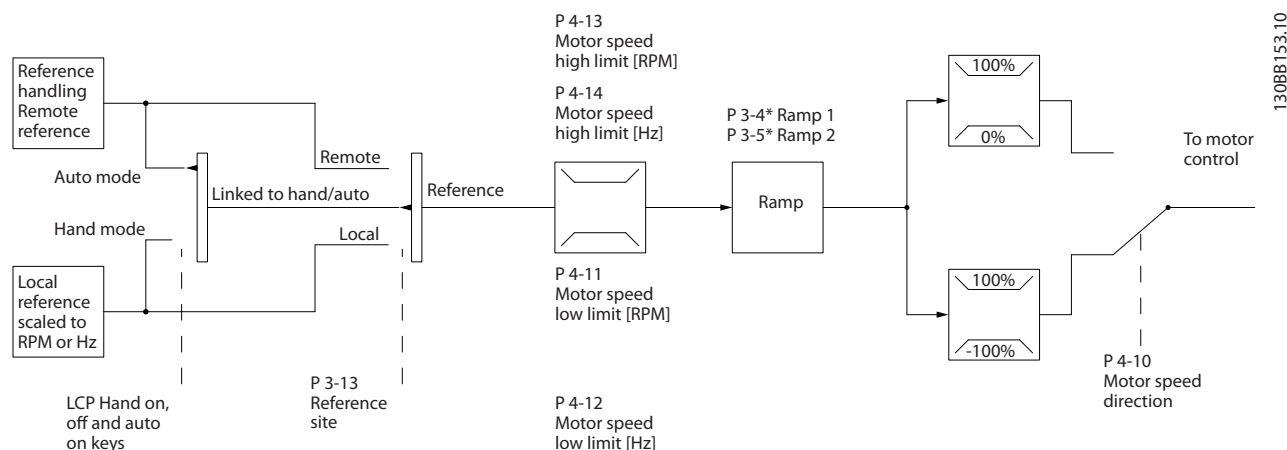 P 4-13
Motor speed
high limit [RPM]
P 4-14
Motor speed
high limit [Hz]
130BB153.10
Reference
handling
Remote
reference
Auto mode
Hand mode
Linked to hand/auto
Remote
Local
Reference
P 3-4* Ramp 1
P 3-5* Ramp 2
Ramp
100%
0%
To motor
control
Local
reference
scaled to
RPM or Hz
P 4-11
Motor speed
low limit [RPM]
100%
-100%
P 4-10
Motor speed
direction
LCP Hand on,
off and auto
on keys
P 3-13
Reference
site
P 4-12
Motor speed
low limit [Hz]